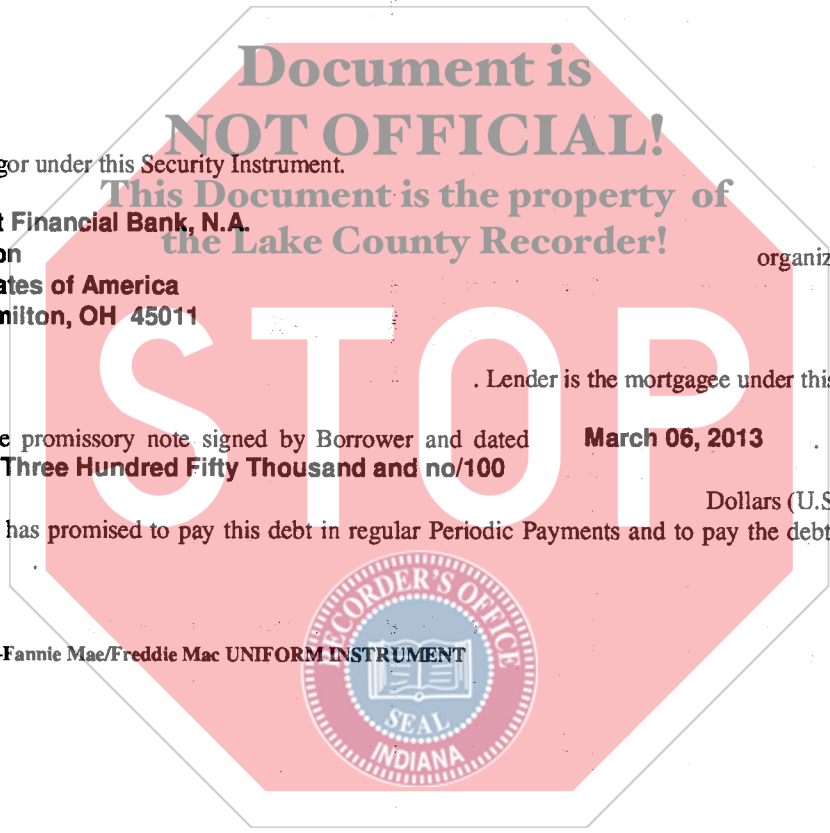 Document is
NOT OFFICIAL!
gor under this Security Instrument.
This Document is the property of
t Financial Bank, N.A.
the Lake County Recorder!
on
organiz
ates of America
milton, OH 45011
STOP
. Lender is the mortgagee under this
e promissory note signed by Borrower and dated March 06, 2013 .
Three Hundred Fifty Thousand and no/100
Dollars (U.S
has promised to pay this debt in regular Periodic Payments and to pay the debt
.
RECORDER'S OFFICE
-Fannie Mae/Freddie Mac UNIFORM INSTRUMENT
SEAL
INDIANA